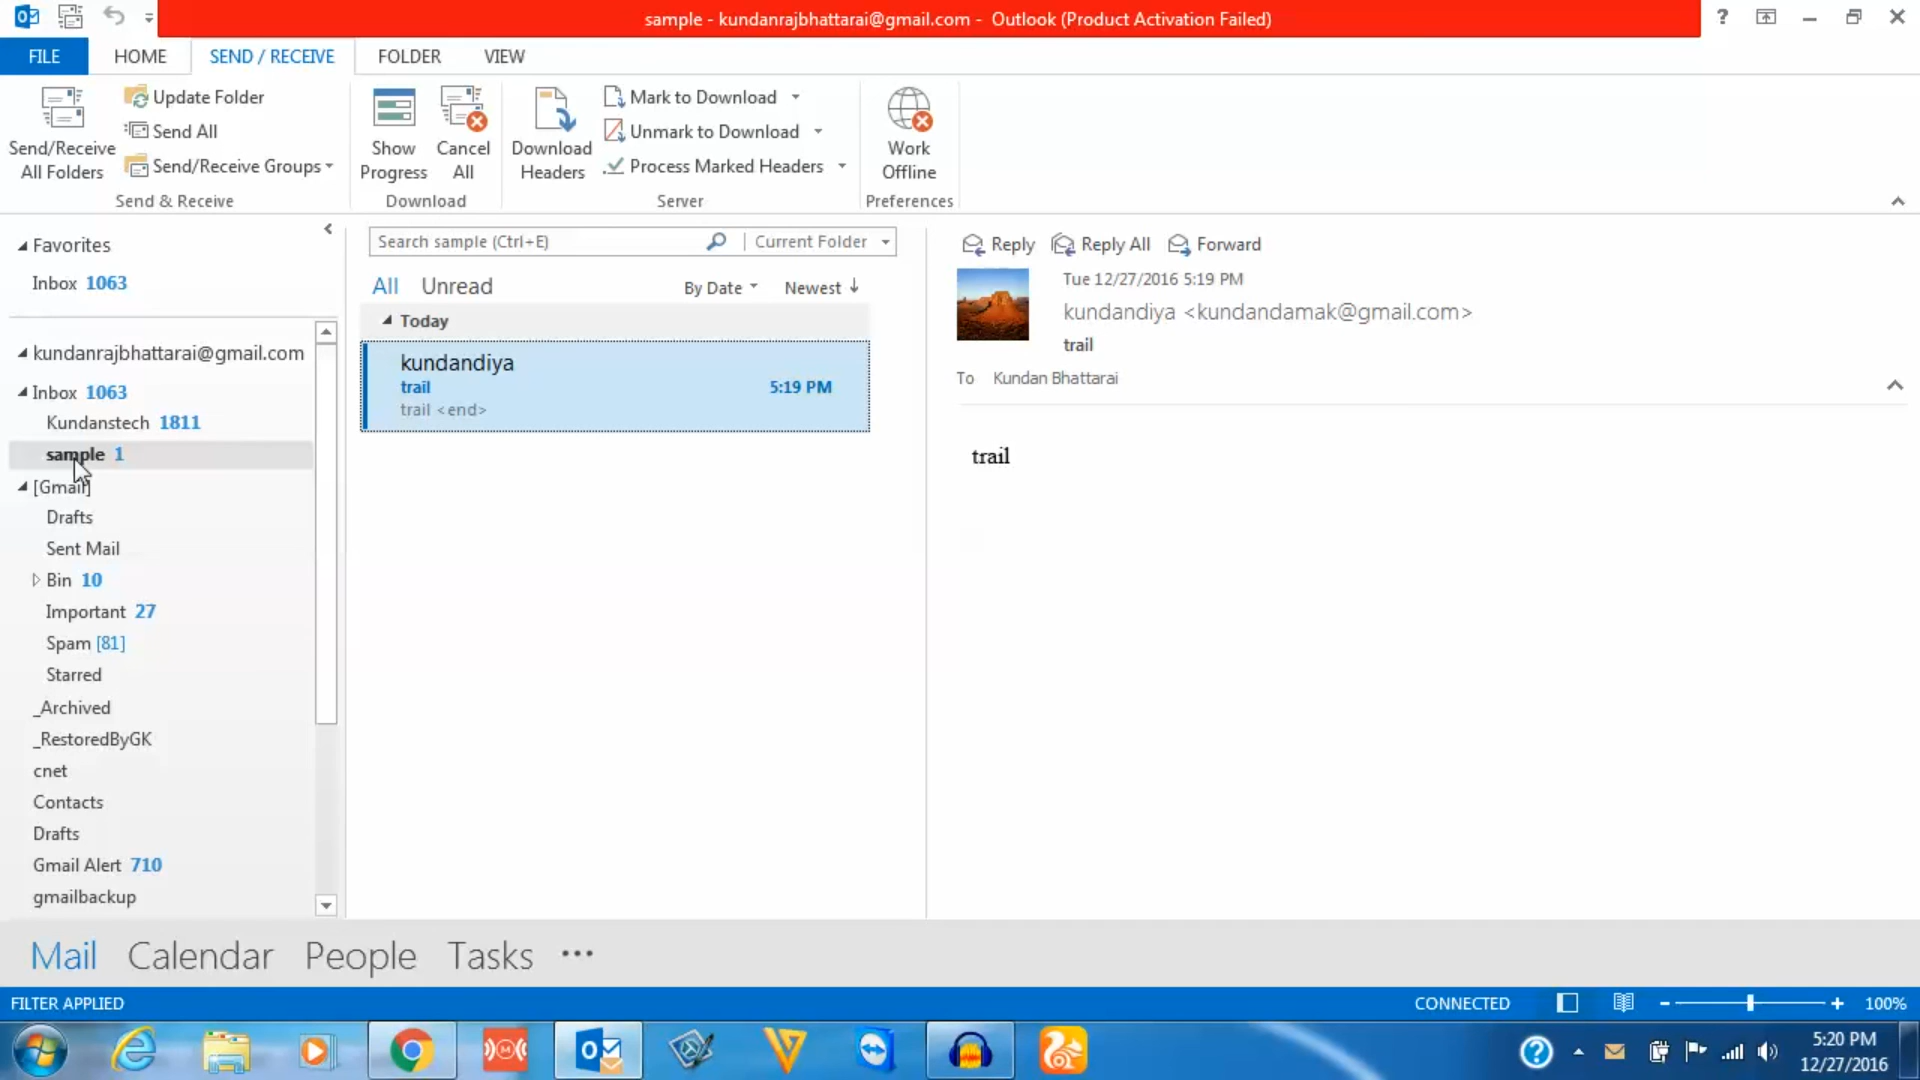 sample - kundanrajbhattarai@gmail.com - Outlook (Product Activation Failed)
?
FILE
HOME
SEND / RECEIVE
FOLDER
VIEW
Send/Receive
All Folders
Update Folder
Send All
Send/Receive Groups
Send & Receive
Show
Progress
Cancel
All
Download
Download
Headers
Mark to Download
Unmark to Download
Process Marked Headers
Server
Work
Offline
Preferences
Favorites
Inbox 1063
kundanrajbhattarai@gmail.com
Inbox 1063
Kundanstech 1811
sample 1
[Gmail]
Drafts
Sent Mail
Bin 10
Important 27
Spam [81]
Starred
_Archived
_RestoredByGK
cnet
Contacts
Drafts
Gmail Alert 710
gmailbackup
Search sample (Ctrl+E)
Current Folder
All Unread
By Date Newest
Today
kundandiya
trail 5:19 PM
trail <end>
Reply Reply All Forward
Tue 12/27/2016 5:19 PM
kundandiya <kundandamak@gmail.com>
trail
To Kundan Bhattarai
trail
Mail Calendar People Tasks ...
FILTER APPLIED
CONNECTED
100%
5:20 PM
12/27/2016